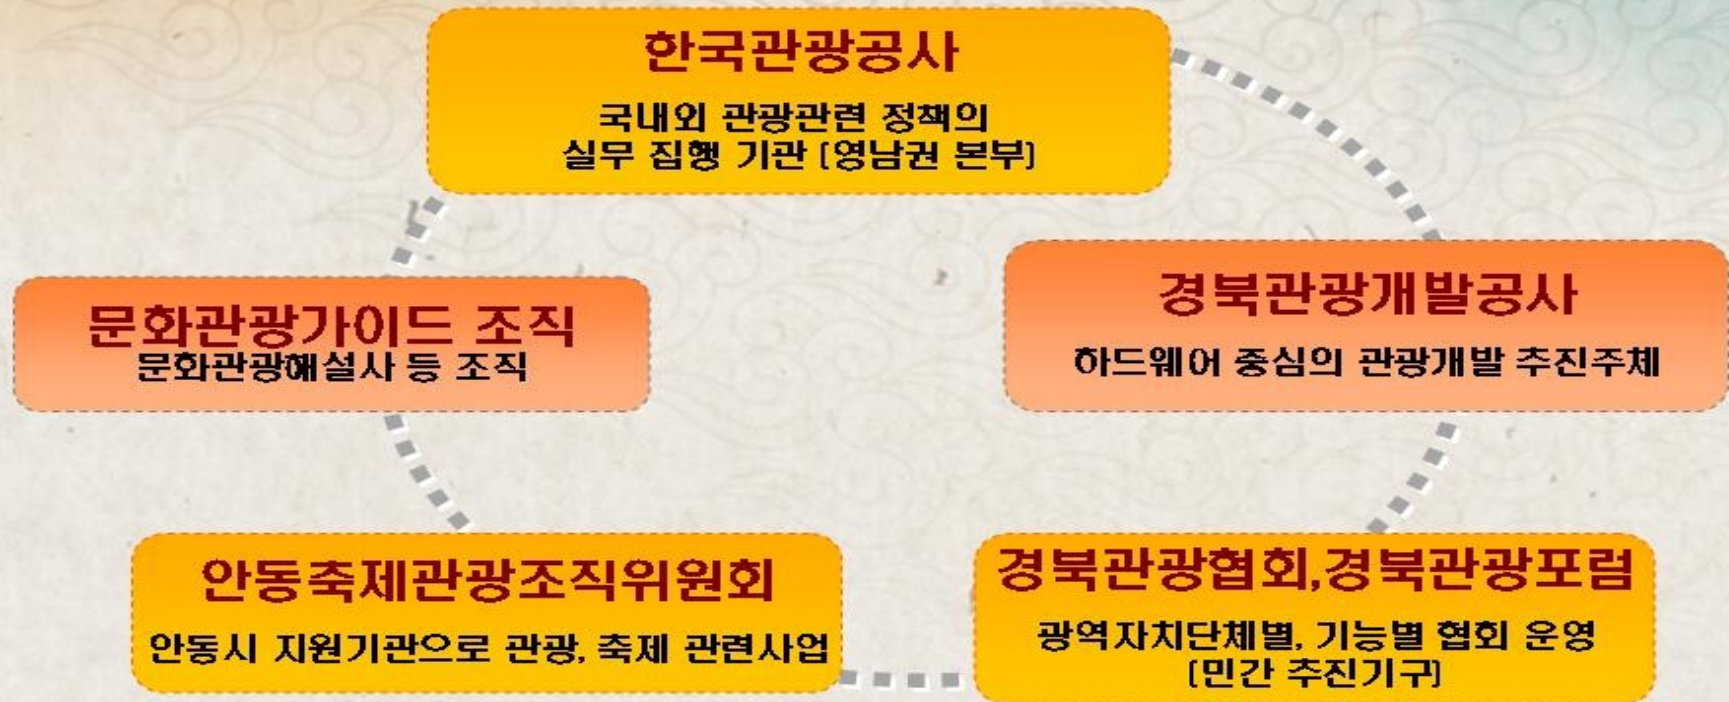 한국관광공사
국내외 관광관련 정책의
실무 집행 기관 (영남권 본부)
문화관광가이드 조직
문화관광해설사 등 조직
경북관광개발공사
하드웨어 중심의 관광개발 추진주체
안동축제관광조직위원회
안동시 지원기관으로 관광, 축제 관련사업
경북관광협회,경북관광포럼
광역자치단체별, 기능별 협회 운영
(민간 추진기구)